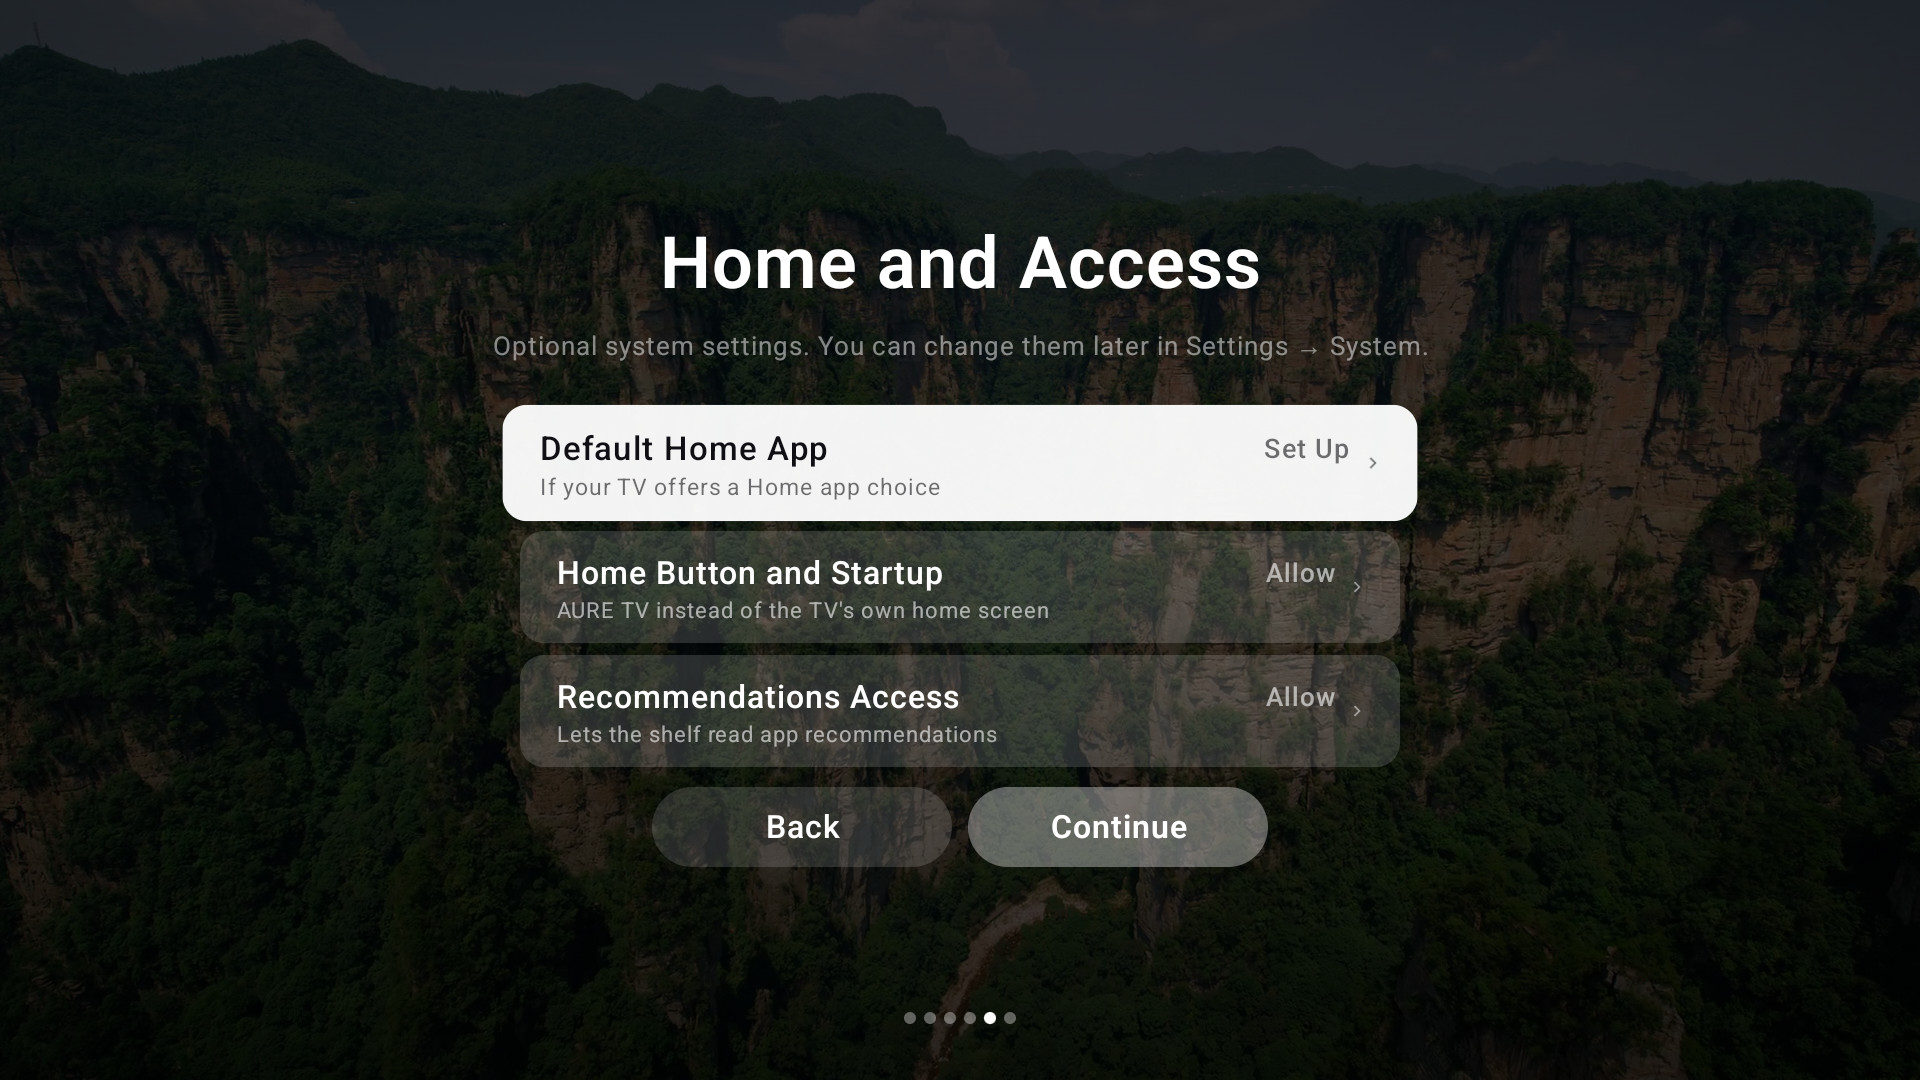 Home and Access
Optional system settings. You can change them later in Settings → System.
Default Home App
Set Up
If your TV offers a Home app choice
Home Button and Startup
Allow
AURE TV instead of the TV's own home screen
Recommendations Access
Allow
Lets the shelf read app recommendations
Back
Continue